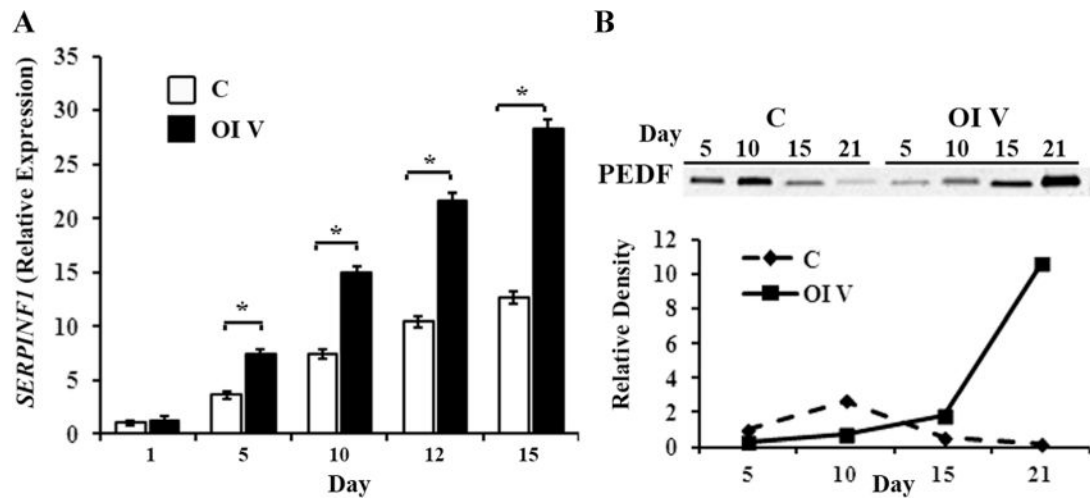 A
SERPINF1 (Relative Expression)
35
30
25
20
15
10
5
0
C
OI V
*
*
*
*
1 5 10 12 15
Day
B
C OI V
Day 5 10 15 21 5 10 15 21
PEDF
Relative Density
12
10
8
6
4
2
0
C
OI V
5 10 15 21
Day